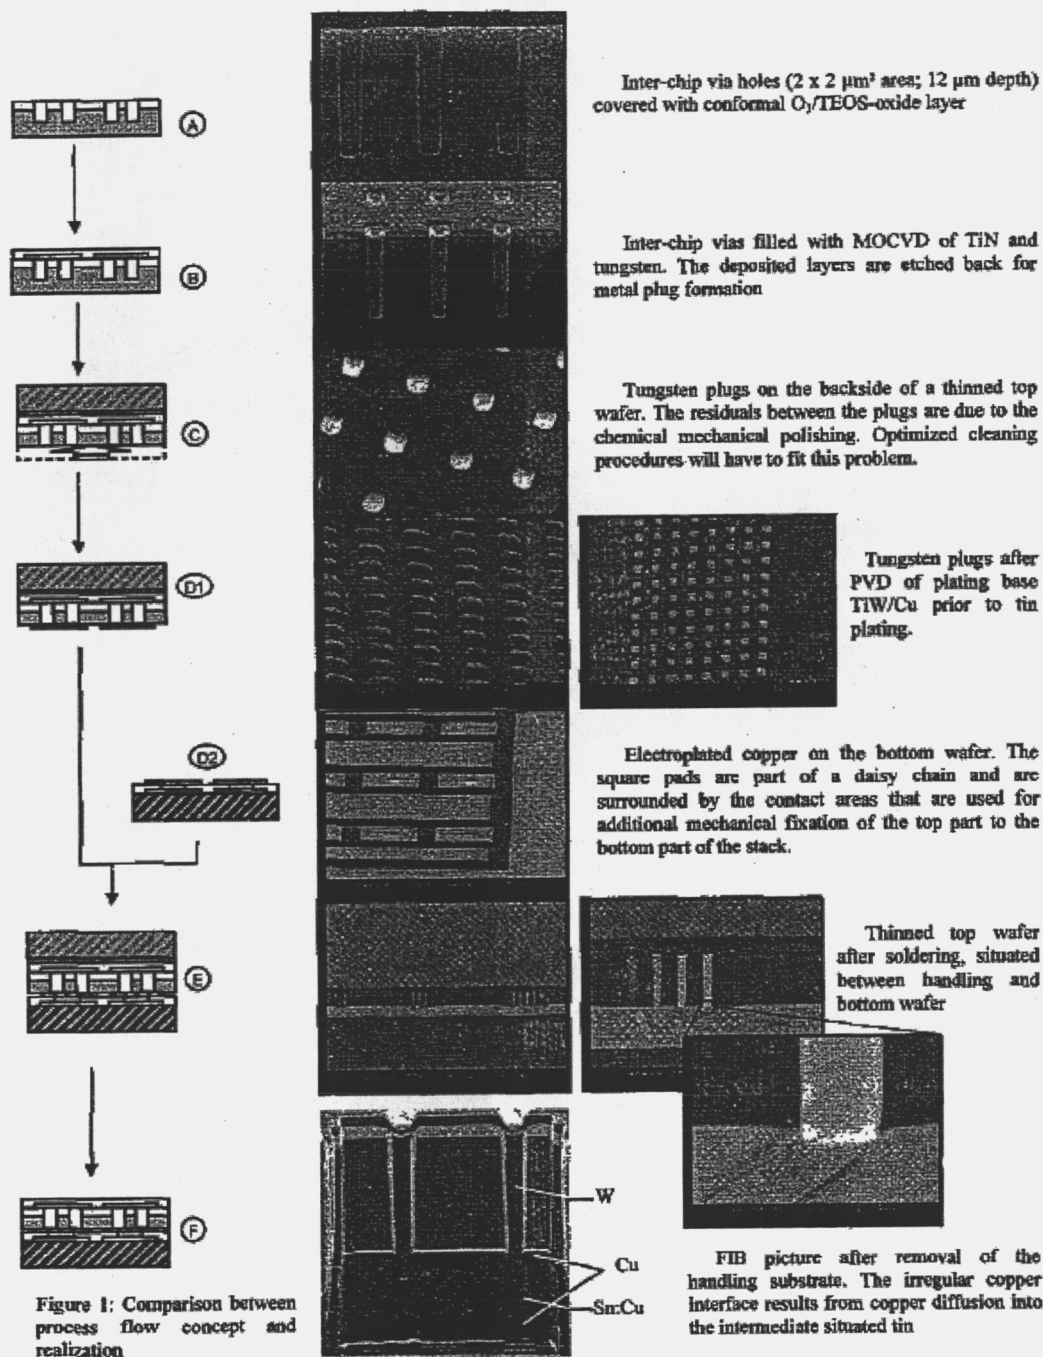 Inter-chip via holes (2 x 2 µm² area; 12 µm depth)
covered with conformal O₃/TEOS-oxide layer
A
Inter-chip vias filled with MOCVD of TiN and
tungsten. The deposited layers are etched back for
metal plug formation
B
Tungsten plugs on the backside of a thinned top
wafer. The residuals between the plugs are due to the
chemical mechanical polishing. Optimized cleaning
procedures will have to fit this problem.
C
Tungsten plugs after
PVD of plating base
TiW/Cu prior to tin
plating.
D1
Electroplated copper on the bottom wafer. The
square pads are part of a daisy chain and are
surrounded by the contact areas that are used for
additional mechanical fixation of the top part to the
bottom part of the stack.
D2
Thinned top wafer
after soldering, situated
between handling and
bottom wafer
E
W
Cu
Sn:Cu
F
FIB picture after removal of the
handling substrate. The irregular copper
interface results from copper diffusion into
the intermediate situated tin
Figure 1: Comparison between
process flow concept and
realization